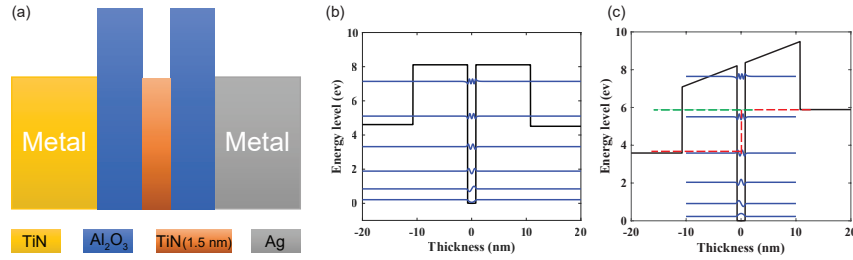 (a)
Metal
Metal
TiN
Al₂O₃
TiN(1.5 nm)
Ag
(b)
Energy level (ev)
10
8
6
4
2
0
-20
-10
0
10
20
Thickness (nm)
(c)
Energy level (ev)
10
8
6
4
2
0
-20
-10
0
10
20
Thickness (nm)